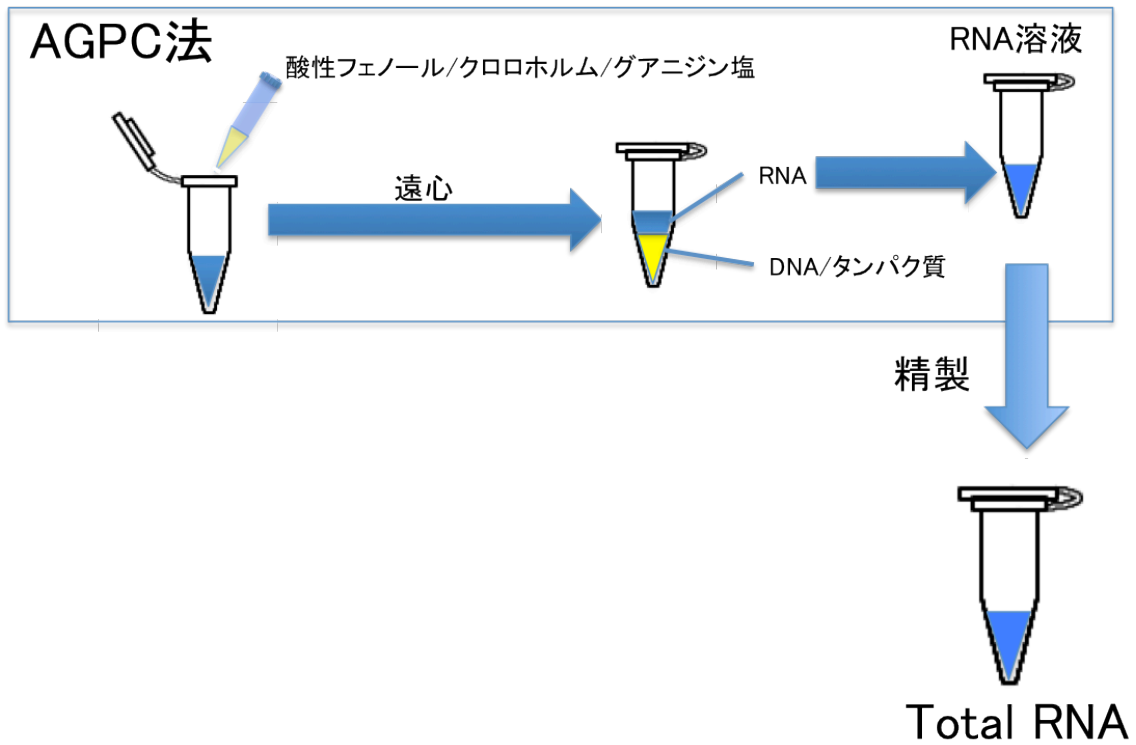 AGPC法
酸性フェノール/クロロホルム/グアニジン塩
RNA溶液
遠心
RNA
DNA/タンパク質
精製
Total RNA